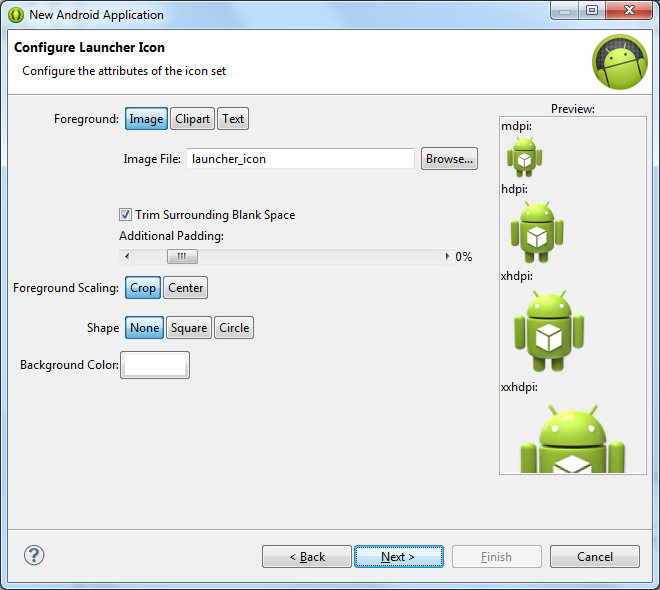 New Android Application
Configure Launcher Icon
Configure the attributes of the icon set
Foreground: Image Clipart Text
Image File: launcher_icon Browse...
Trim Surrounding Blank Space
Additional Padding:
0%
Foreground Scaling: Crop Center
Shape None Square Circle
Background Color:
Preview:
mdpi:
hdpi:
xhdpi:
xxhdpi:
? < Back Next > Finish Cancel